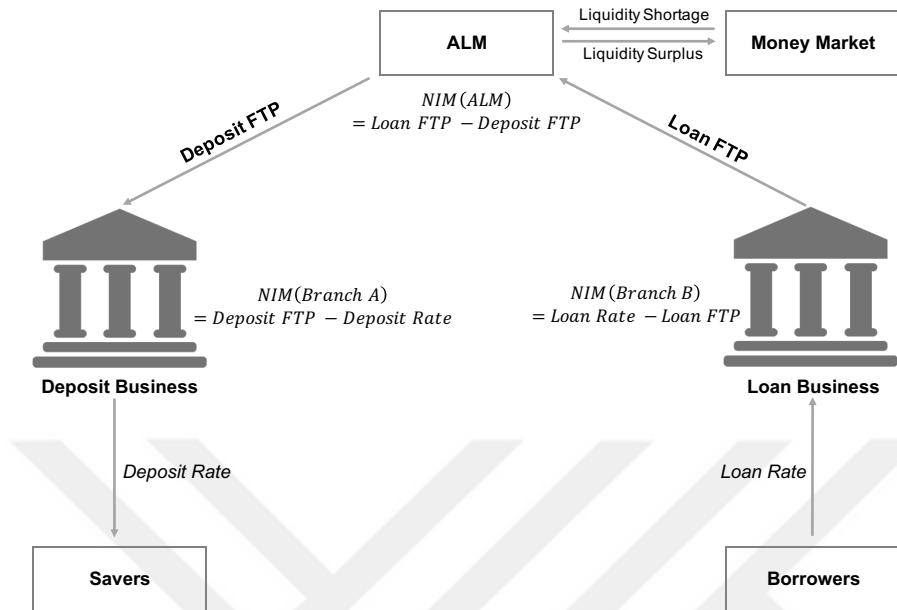 Liquidity Shortage
ALM
Money Market
Liquidity Surplus
NIM(ALM)
= Loan FTP − Deposit FTP
Deposit FTP
Loan FTP
NIM(Branch A)
= Deposit FTP − Deposit Rate
NIM(Branch B)
= Loan Rate − Loan FTP
Deposit Business
Loan Business
Deposit Rate
Loan Rate
Savers
Borrowers